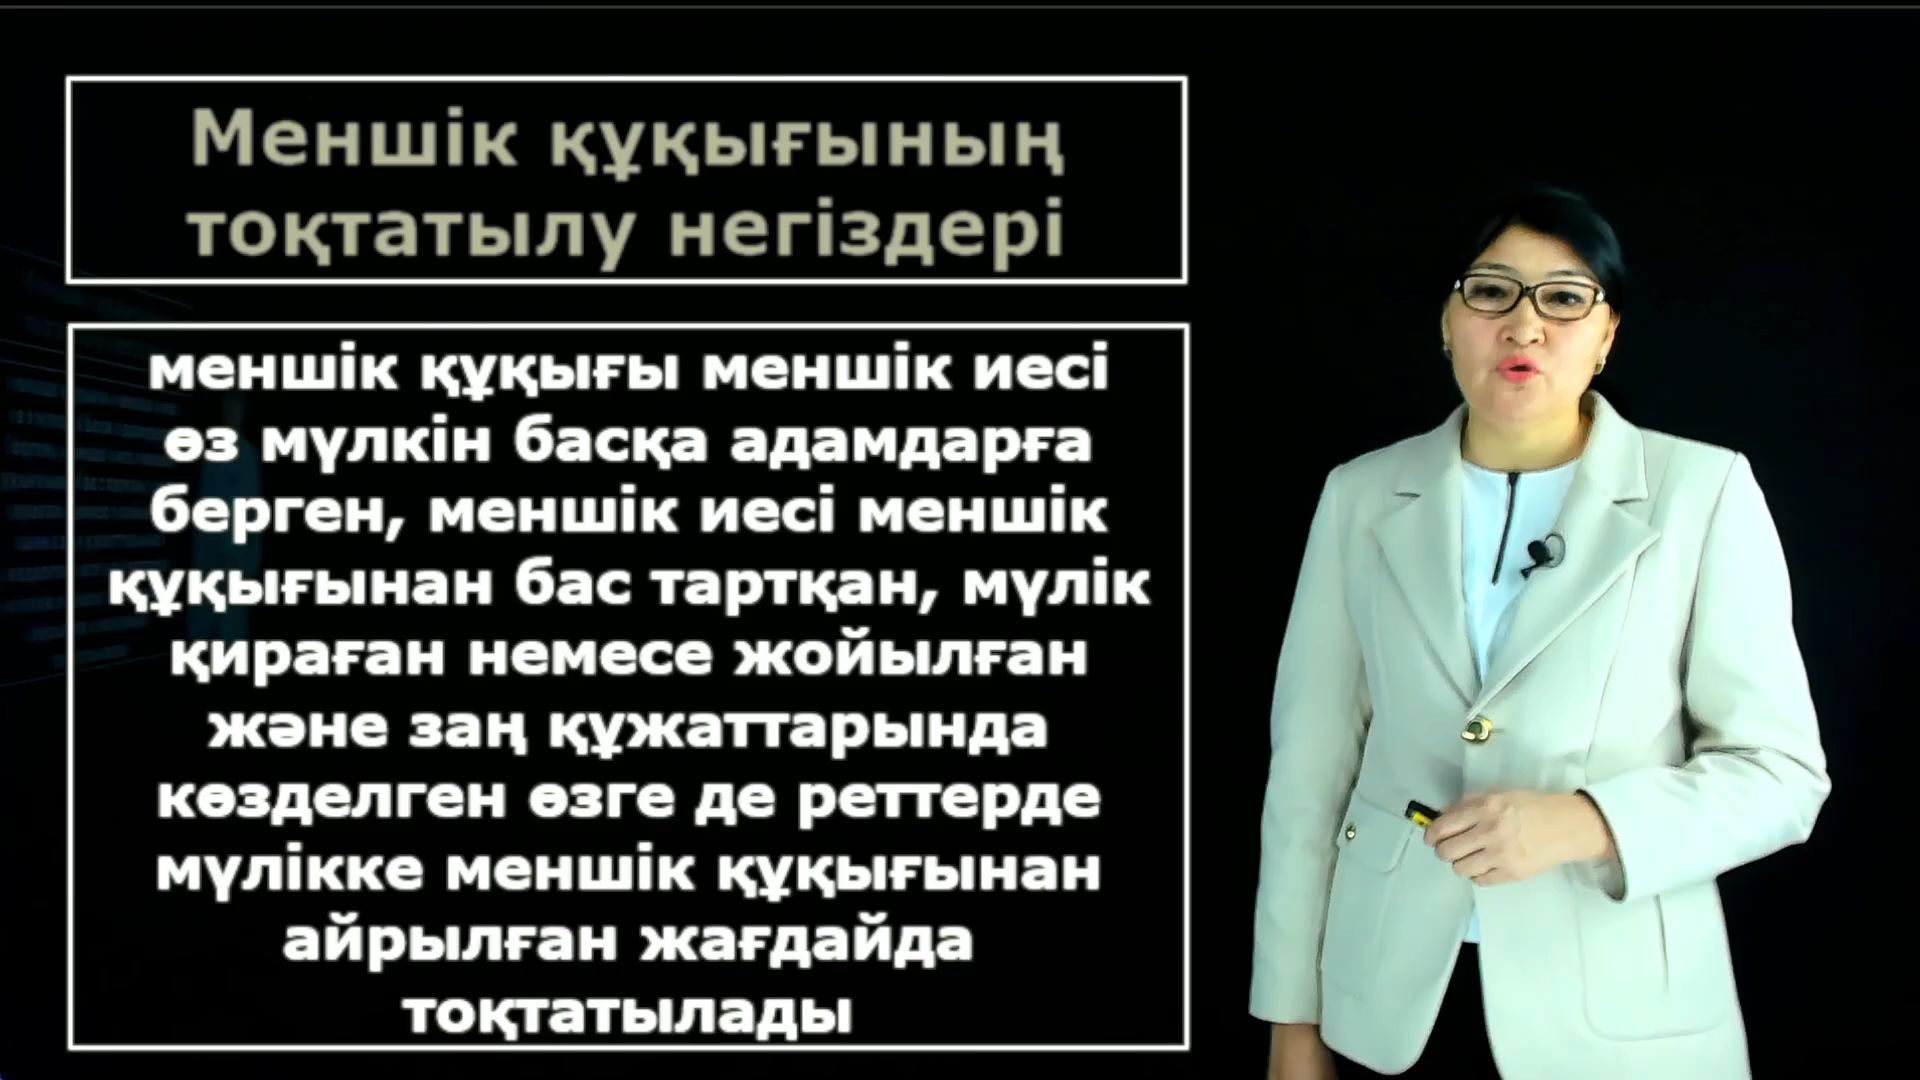 Меншік құқығының
тоқтатылу негіздері
меншік құқығы меншік иесі
өз мүлкін басқа адамдарға
берген, меншік иесі меншік
құқығынан бас тартқан, мүлік
қираған немесе жойылған
және заң құжаттарында
көзделген өзге де реттерде
мүлікке меншік құқығынан
айрылған жағдайда
тоқтатылады